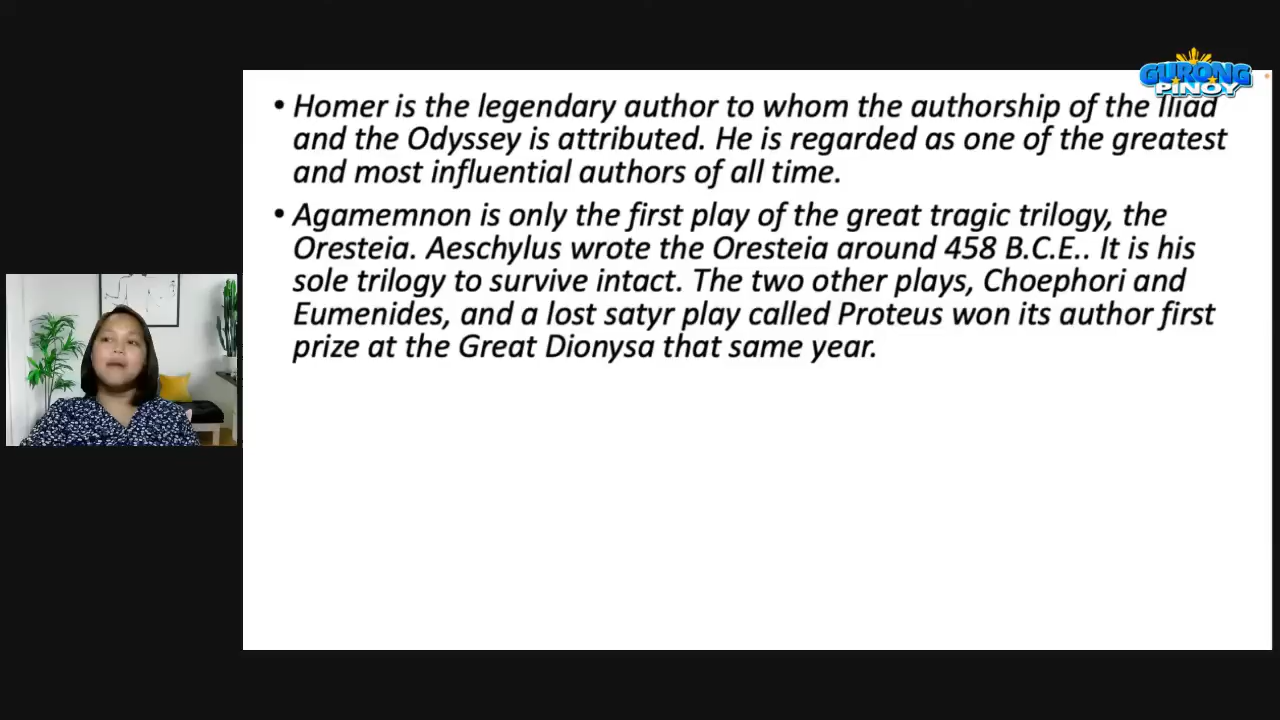 GURONG
PINOY
• Homer is the legendary author to whom the authorship of the Iliad
and the Odyssey is attributed. He is regarded as one of the greatest
and most influential authors of all time.
• Agamemnon is only the first play of the great tragic trilogy, the
Oresteia. Aeschylus wrote the Oresteia around 458 B.C.E.. It is his
sole trilogy to survive intact. The two other plays, Choephori and
Eumenides, and a lost satyr play called Proteus won its author first
prize at the Great Dionysa that same year.